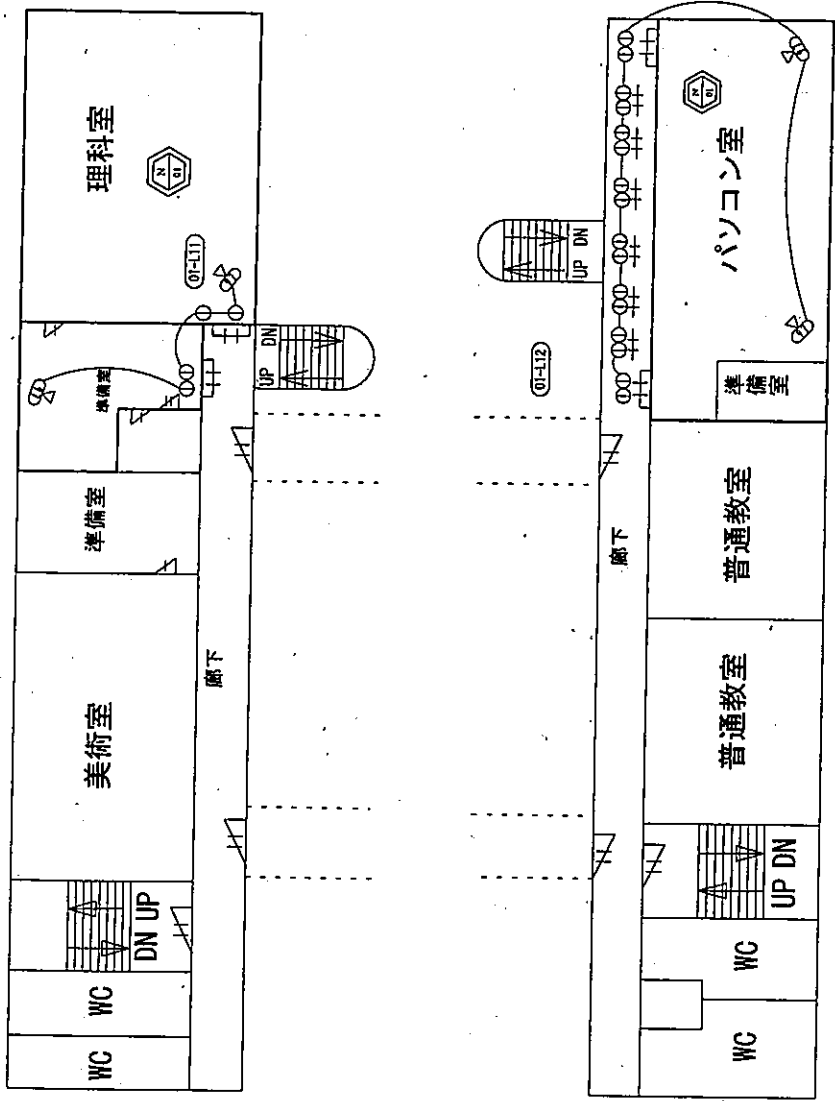 理科室
N
01
01-L11
準備室
UP DN
準備室
廊下
美術室
DN UP
WC
WC
N
01
パソコン室
UP DN
01-L12
準備室
普通教室
廊下
普通教室
UP DN
WC
WC